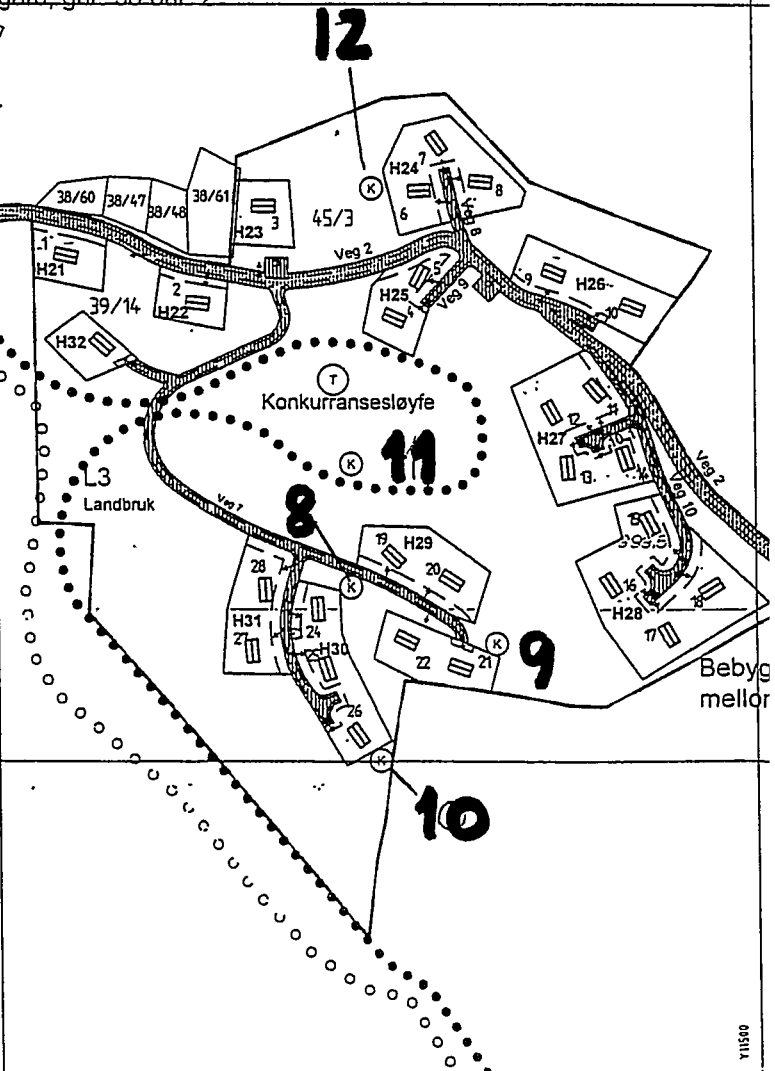 12
H24
7
8
6
K
38/60
38/47
38/48
38/61
H23
3
45/3
Veg 2
Veg 8
1
H21
2
H22
39/14
5
H25
4
Veg 9
9
H26
10
H32
T
Konkurransesløyfe
K
11
12
H27
13
L3
Landbruk
8
Veg 7
Veg 2
Veg 10
19
H29
20
K
28
H31
27
24
H30
26
22
21
K
9
16
H28
17
18
Bebyg
mellor
K
10
Y11500